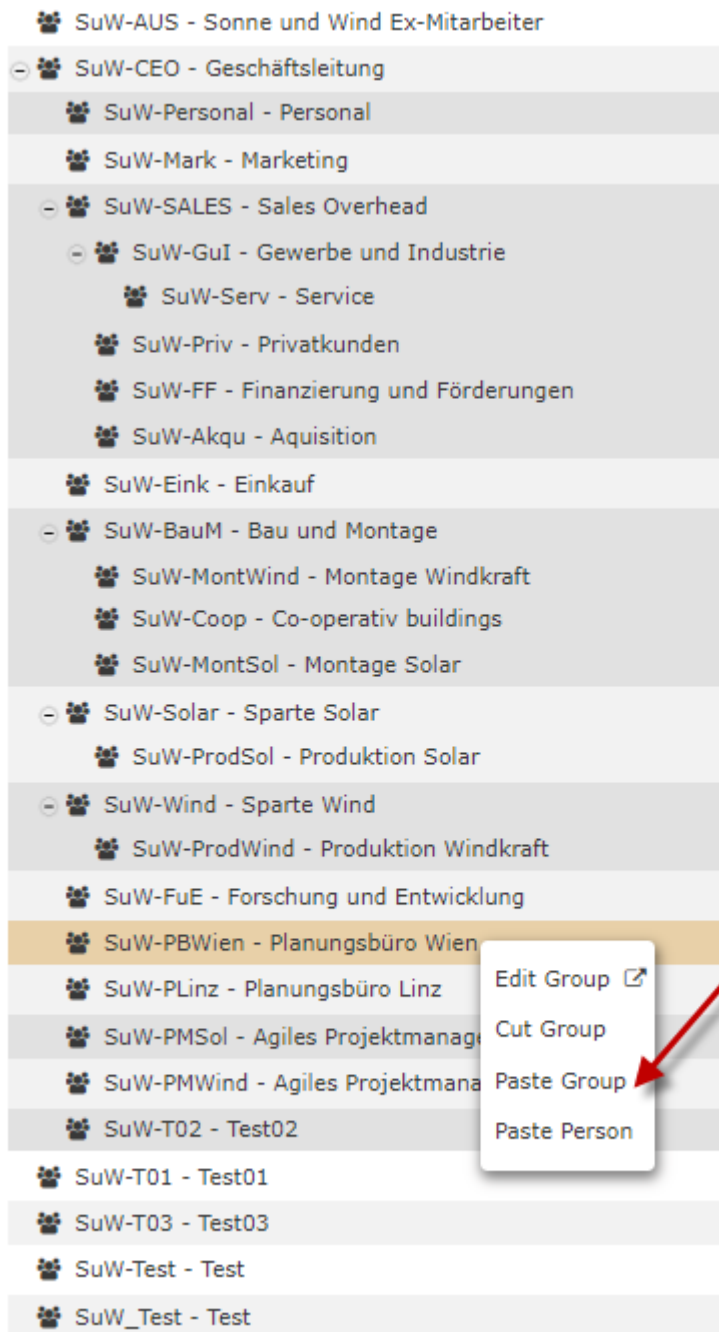 SuW-AUS - Sonne und Wind Ex-Mitarbeiter
SuW-CEO - Geschäftsleitung
SuW-Personal - Personal
SuW-Mark - Marketing
SuW-SALES - Sales Overhead
SuW-GuI - Gewerbe und Industrie
SuW-Serv - Service
SuW-Priv - Privatkunden
SuW-FF - Finanzierung und Förderungen
SuW-Akqu - Aquisition
SuW-Eink - Einkauf
SuW-BauM - Bau und Montage
SuW-MontWind - Montage Windkraft
SuW-Coop - Co-operativ buildings
SuW-MontSol - Montage Solar
SuW-Solar - Sparte Solar
SuW-ProdSol - Produktion Solar
SuW-Wind - Sparte Wind
SuW-ProdWind - Produktion Windkraft
SuW-FuE - Forschung und Entwicklung
SuW-PBWien - Planungsbüro Wien
SuW-PLinz - Planungsbüro Linz
SuW-PMSol - Agiles Projektmanage
SuW-PMWind - Agiles Projektmana
SuW-T02 - Test02
SuW-T01 - Test01
SuW-T03 - Test03
SuW-Test - Test
SuW_Test - Test
Edit Group
Cut Group
Paste Group
Paste Person